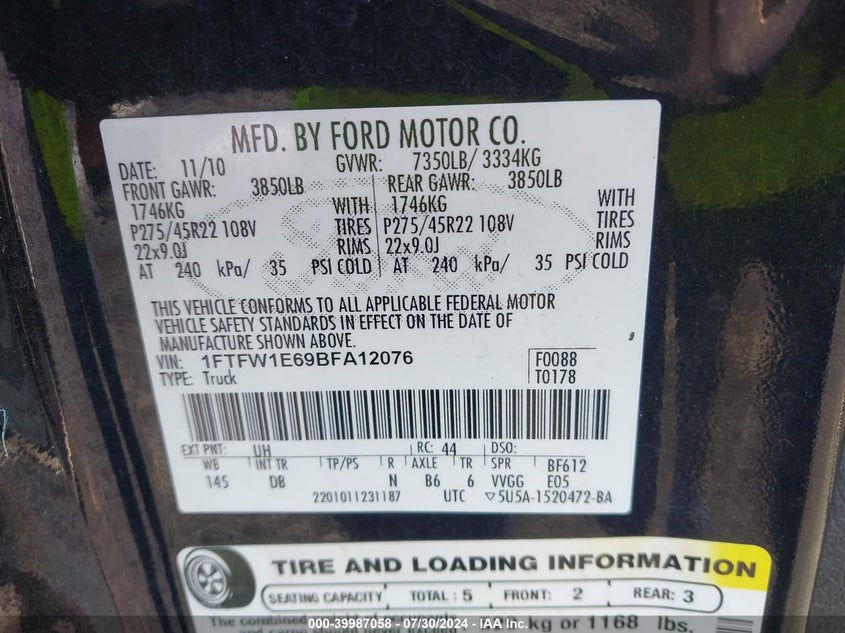 MFD. BY FORD MOTOR CO.
DATE: 11/10 GVWR: 7350LB/ 3334KG
FRONT GAWR: 3850LB REAR GAWR: 3850LB
1746KG WITH 1746KG WITH
P275/45R22 108V TIRES P275/45R22 108V TIRES
22x9.0J RIMS 22x9.0J RIMS
AT 240 kPa/ 35 PSI COLD AT 240 kPa/ 35 PSI COLD
THIS VEHICLE CONFORMS TO ALL APPLICABLE FEDERAL MOTOR
VEHICLE SAFETY STANDARDS IN EFFECT ON THE DATE OF
MANUFACTURE SHOWN ABOVE.
VIN: 1FTFW1E69BFA12076 F0088
TYPE: Truck T0178
EXT PNT: UH RC: 44 DSO:
WB INT TR TP/PS R AXLE TR SPR BF612
145 DB N B6 6 VVGG E05
2201011231187 UTC ▽5U5A-1520472-BA
TIRE AND LOADING INFORMATION
SEATING CAPACITY TOTAL : 5 FRONT: 2 REAR: 3
The combined kg or 1168 lbs.
000-39987058 - 07/30/2024 - IAA Inc.